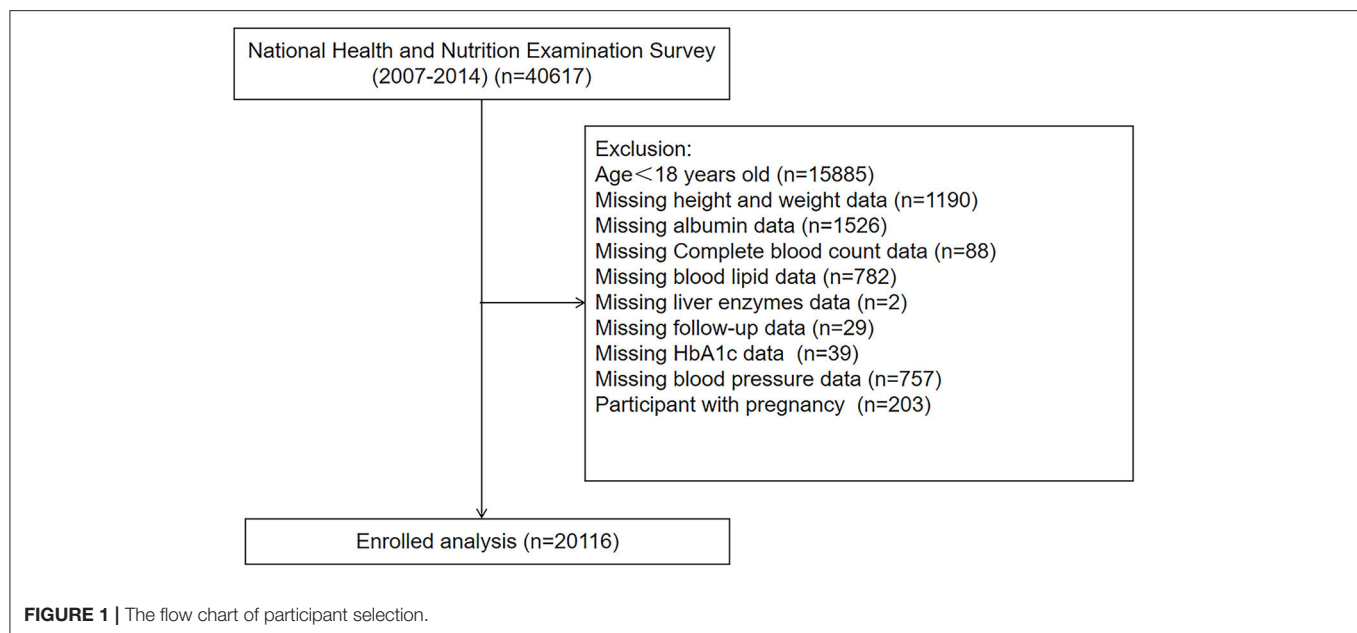 National Health and Nutrition Examination Survey
(2007-2014) (n=40617)
Exclusion:
Age＜18 years old (n=15885)
Missing height and weight data (n=1190)
Missing albumin data (n=1526)
Missing Complete blood count data (n=88)
Missing blood lipid data (n=782)
Missing liver enzymes data (n=2)
Missing follow-up data (n=29)
Missing HbA1c data (n=39)
Missing blood pressure data (n=757)
Participant with pregnancy (n=203)
Enrolled analysis (n=20116)
FIGURE 1 | The flow chart of participant selection.